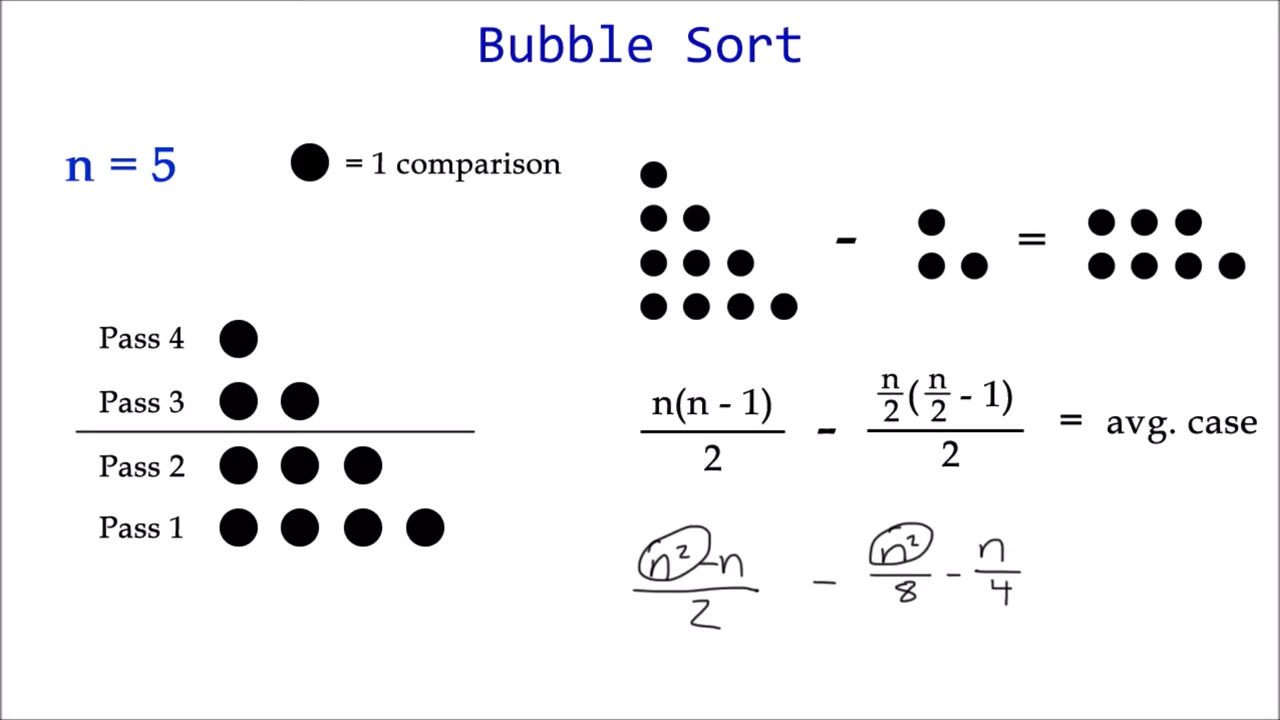 Bubble Sort
n = 5
= 1 comparison
- =
Pass 4
Pass 3
Pass 2
Pass 1
n(n - 1)/2 - n/2(n/2 - 1)/2 = avg. case
n²-n/2 - n²/8 - n/4